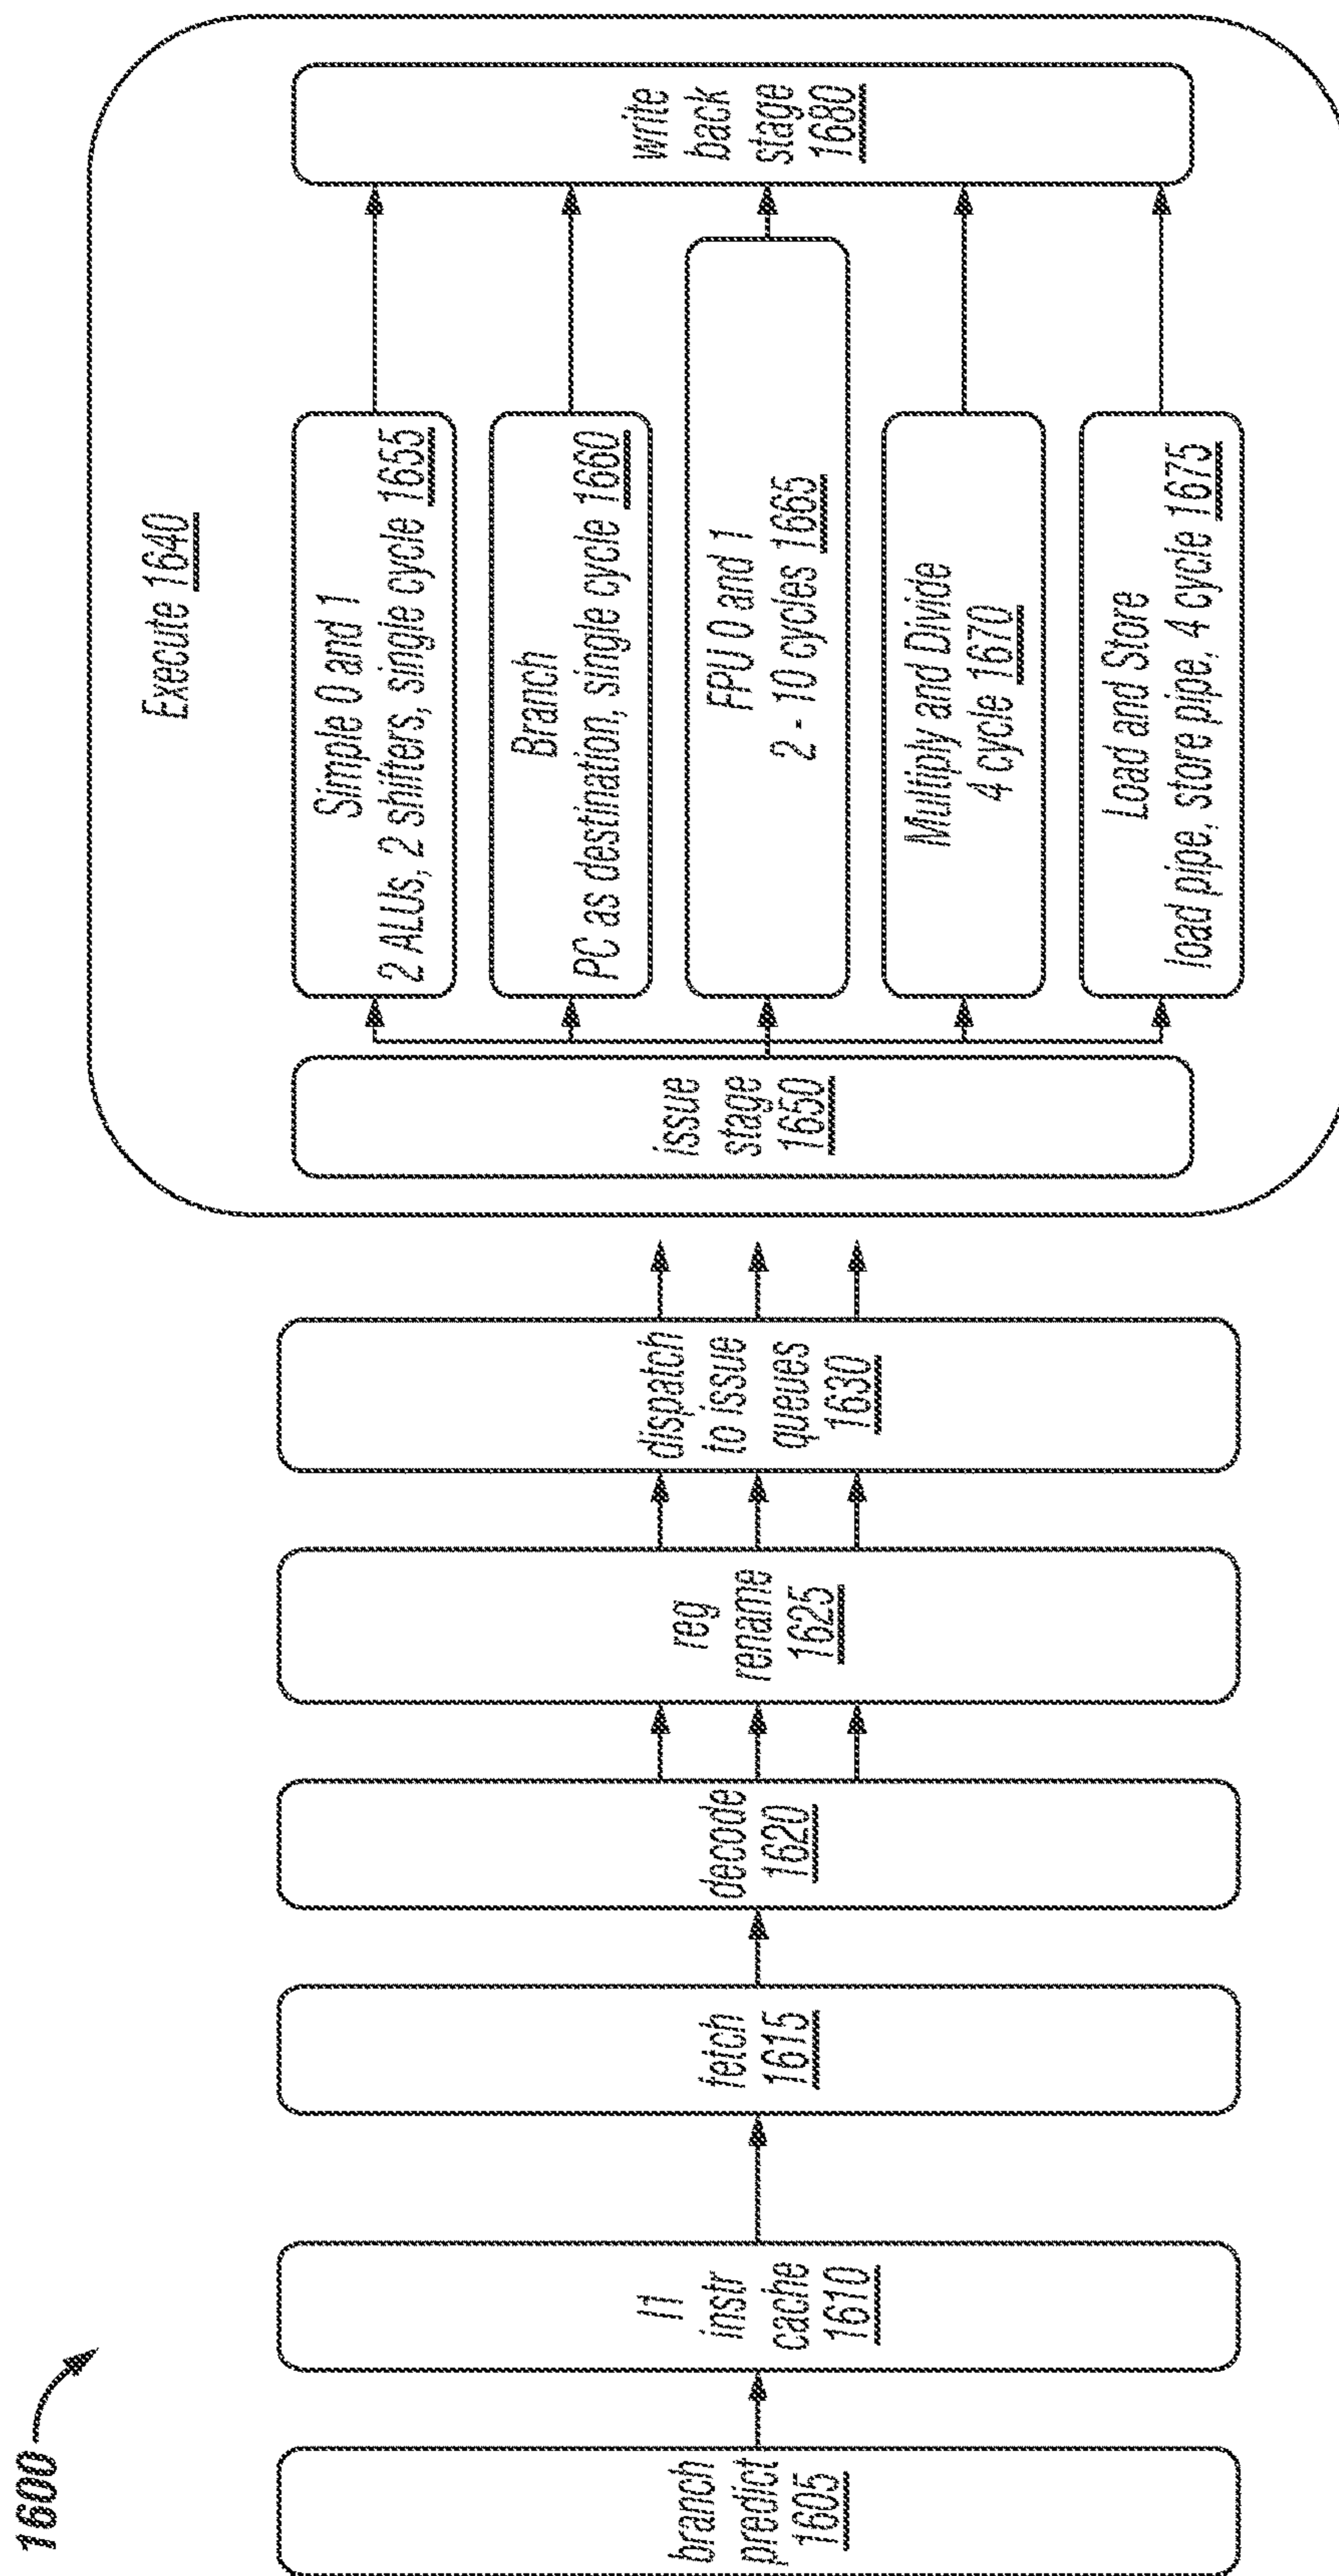 1600
branch
predict
1605
l1
instr
cache
1610
fetch
1615
decode
1620
reg
rename
1625
dispatch
to issue
queues
1630
Execute 1640
issue
stage
1650
Simple 0 and 1
2 ALUs, 2 shifters, single cycle 1655
Branch
PC as destination, single cycle 1660
FPU 0 and 1
2 - 10 cycles 1665
Multiply and Divide
4 cycle 1670
Load and Store
load pipe, store pipe, 4 cycle 1675
write
back
stage
1680